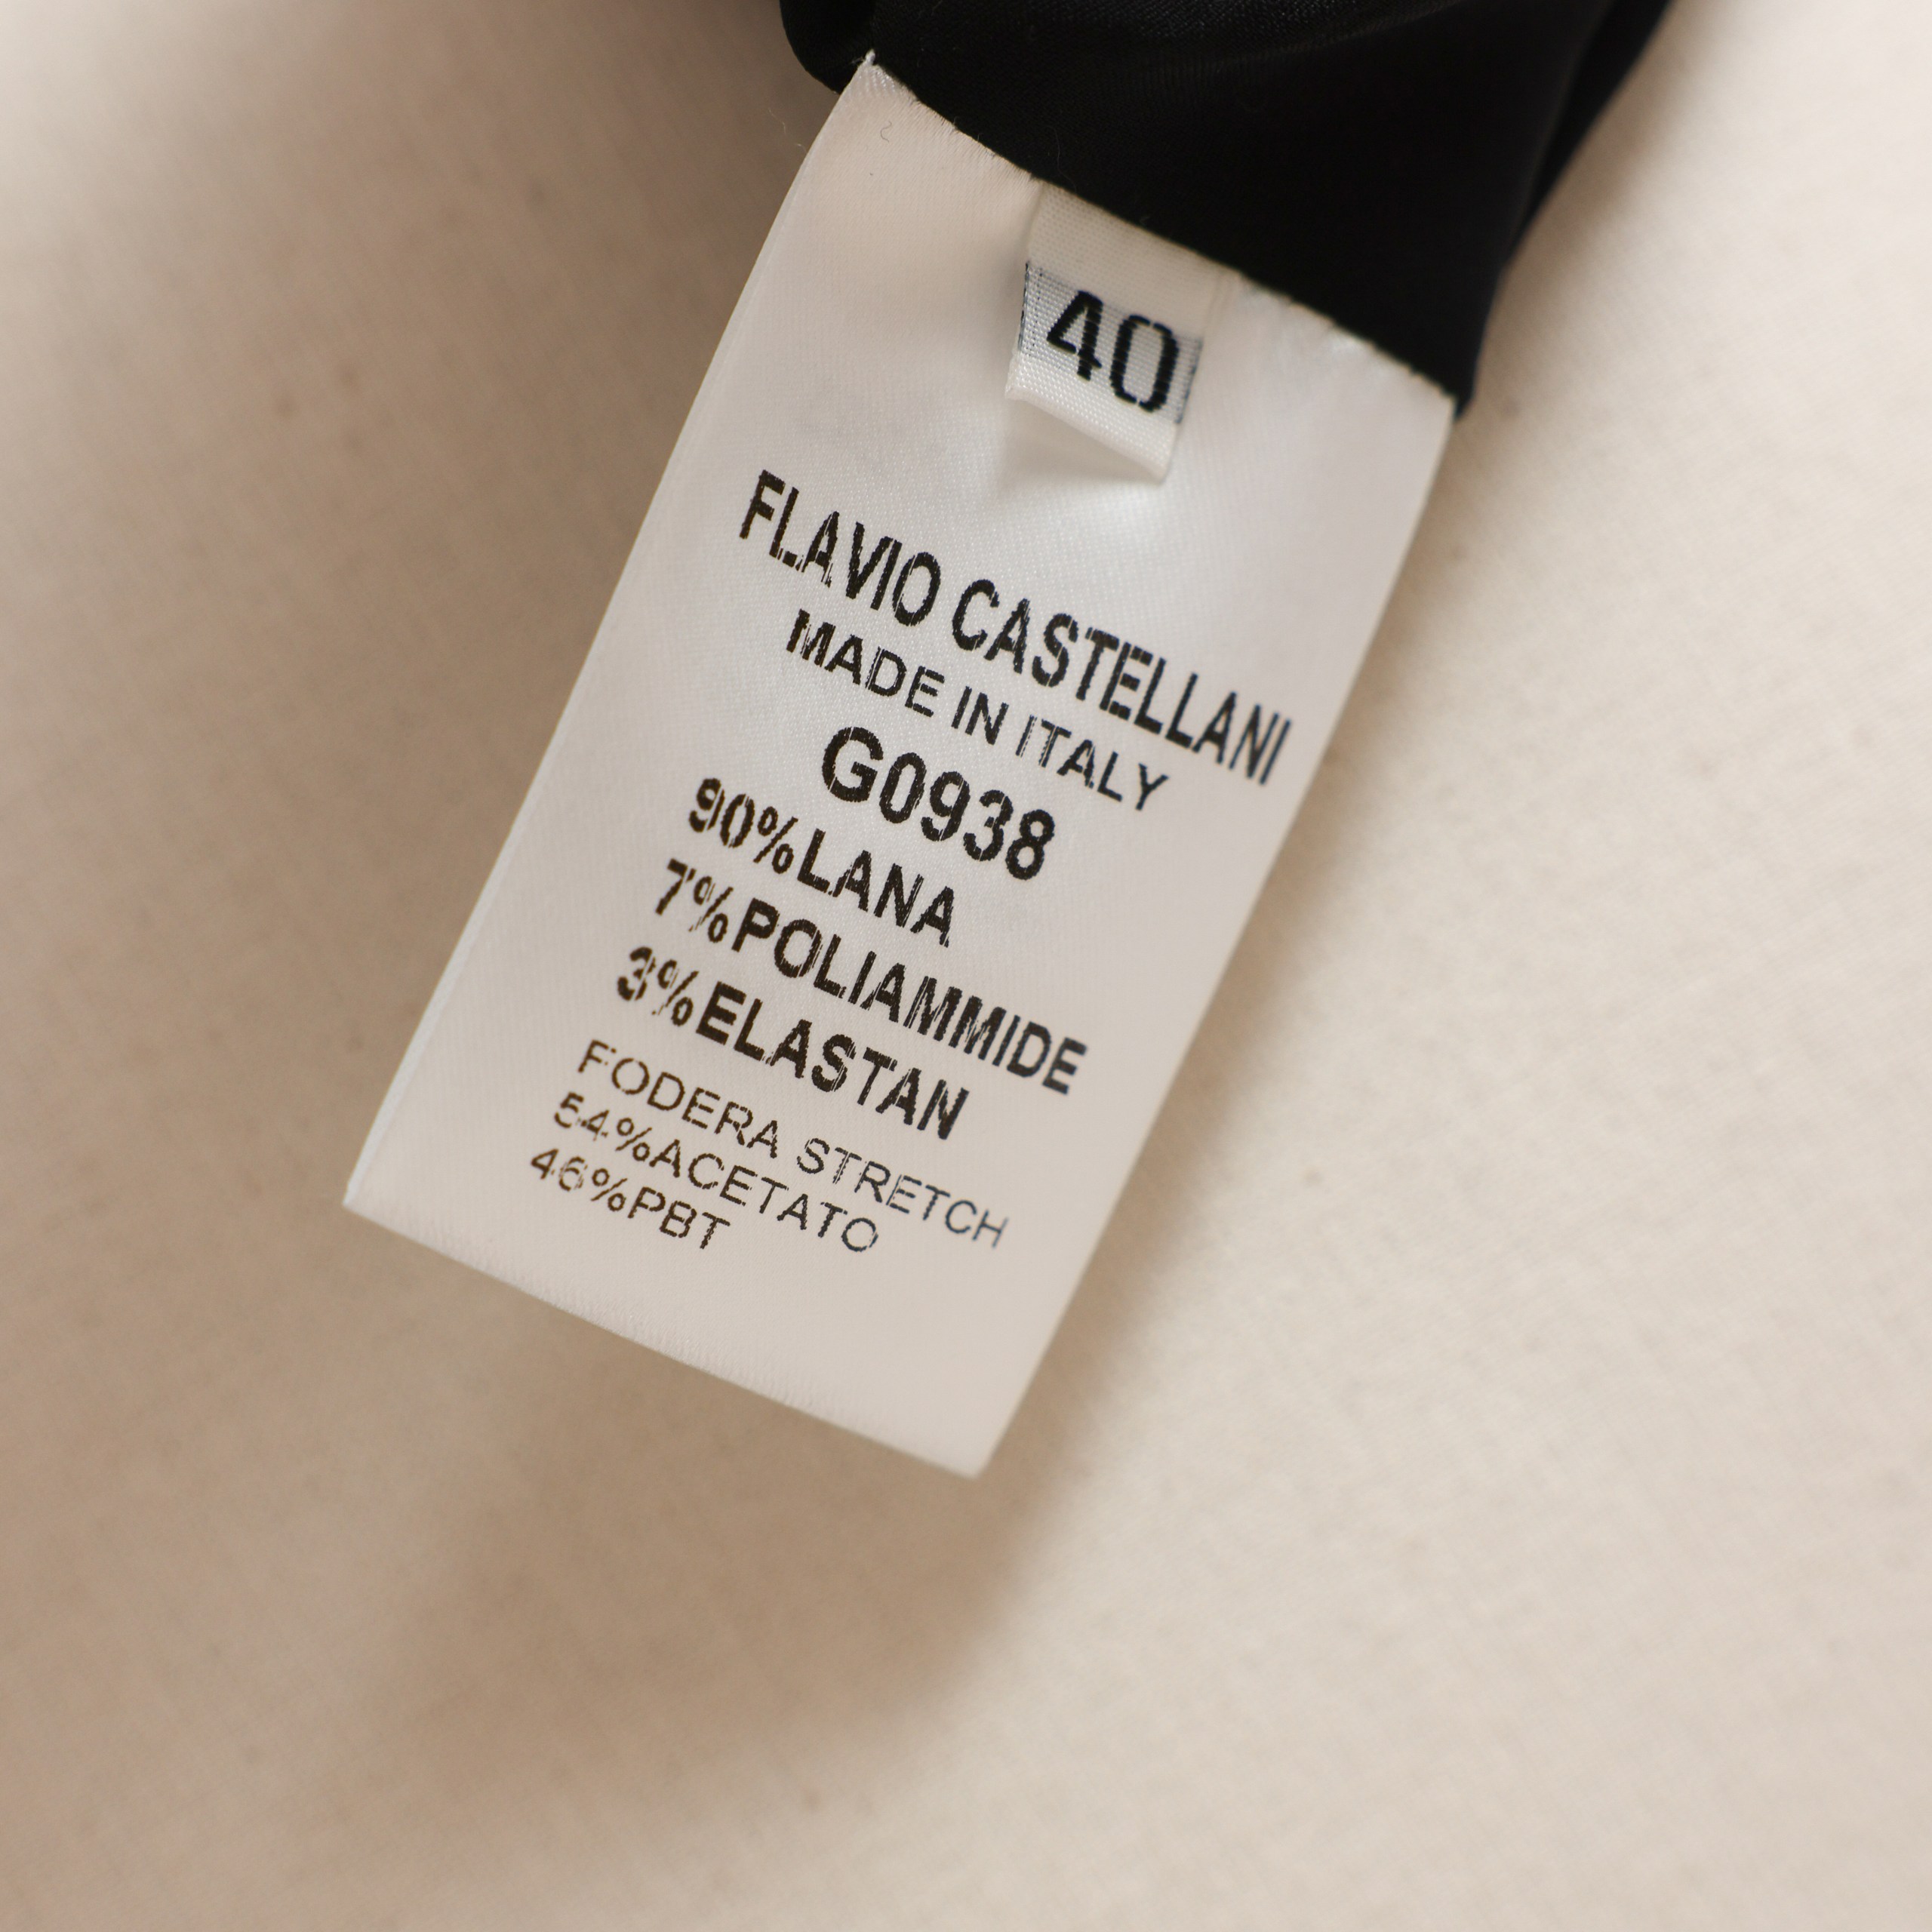 40
FLAVIO CASTELLANI
MADE IN ITALY
G0938
90%LANA
7%POLIAMMIDE
3%ELASTAN
FODERA STRETCH
54%ACETATO
46%PBT